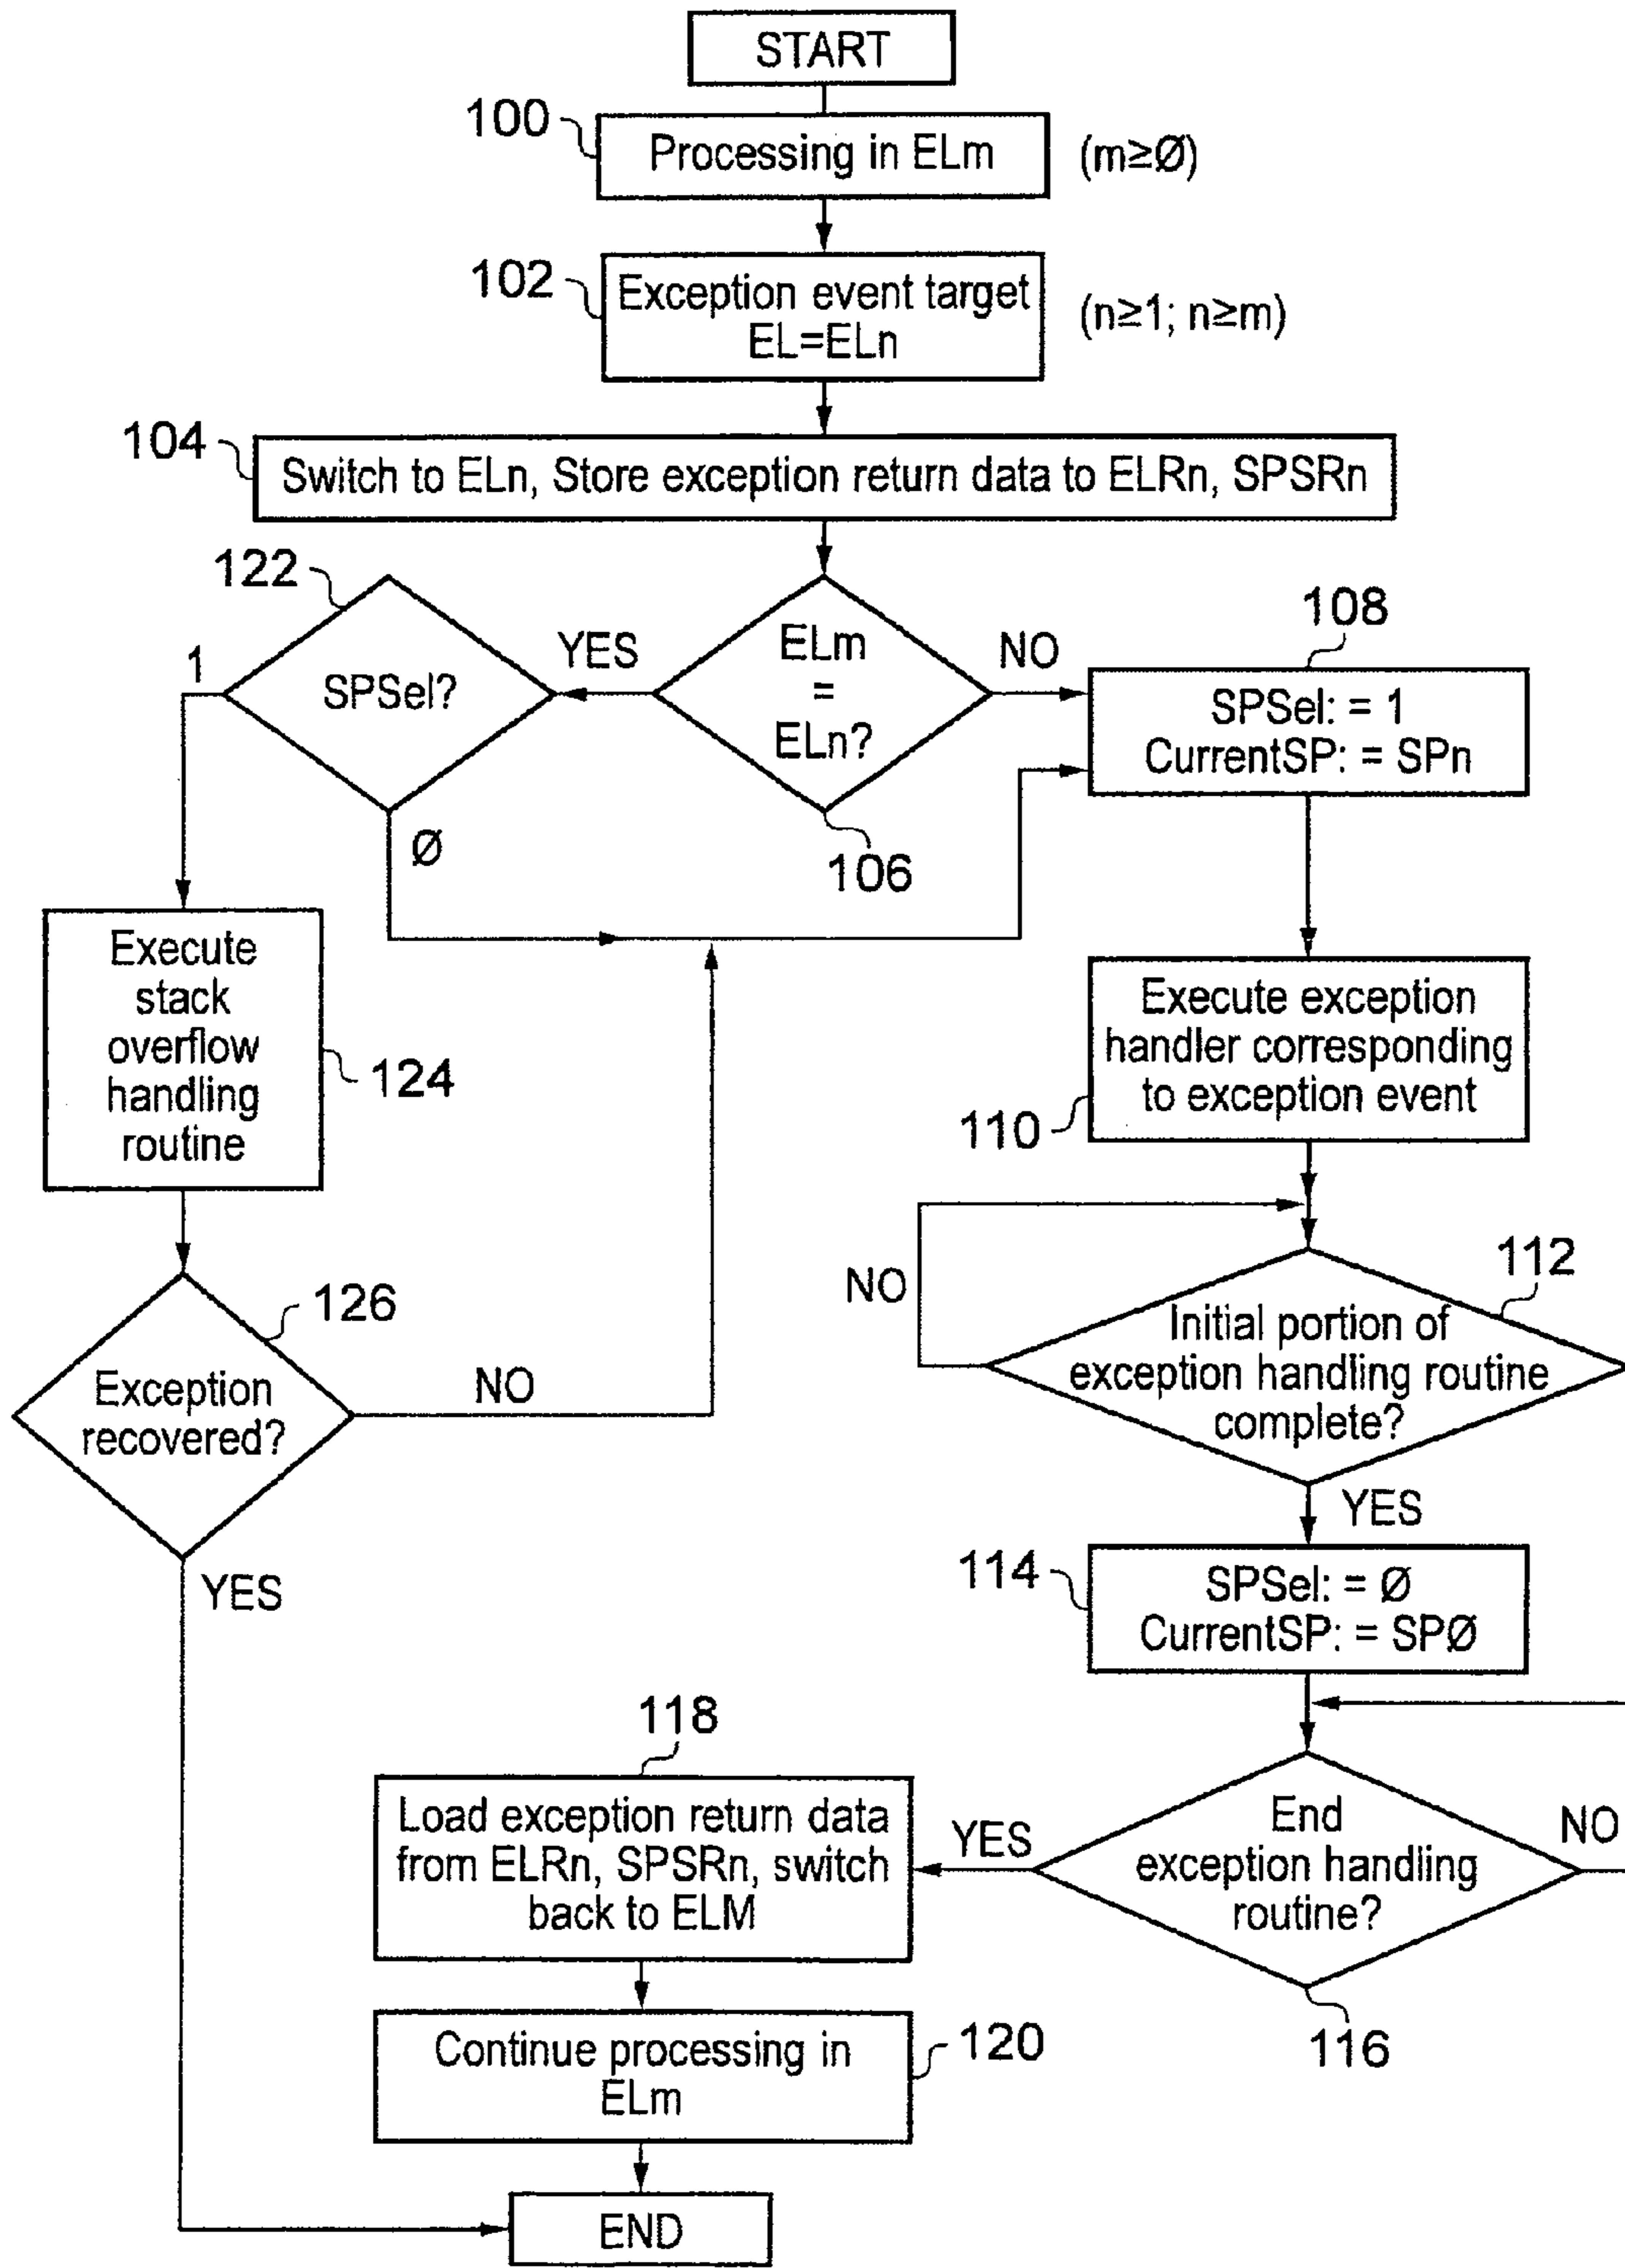 START
100
Processing in ELm
(m≥Ø)
102
Exception event target
EL=ELn
(n≥1; n≥m)
104
Switch to ELn, Store exception return data to ELRn, SPSRn
122
SPSel?
1
Ø
YES
ELm
=
ELn?
NO
106
108
SPSel: = 1
CurrentSP: = SPn
Execute
stack
overflow
handling
routine
124
Execute exception
handler corresponding
to exception event
110
126
Exception
recovered?
NO
YES
NO
112
Initial portion of
exception handling routine
complete?
YES
114
SPSel: = Ø
CurrentSP: = SPØ
118
Load exception return data
from ELRn, SPSRn, switch
back to ELM
YES
End
exception handling
routine?
NO
116
Continue processing in
ELm
120
END